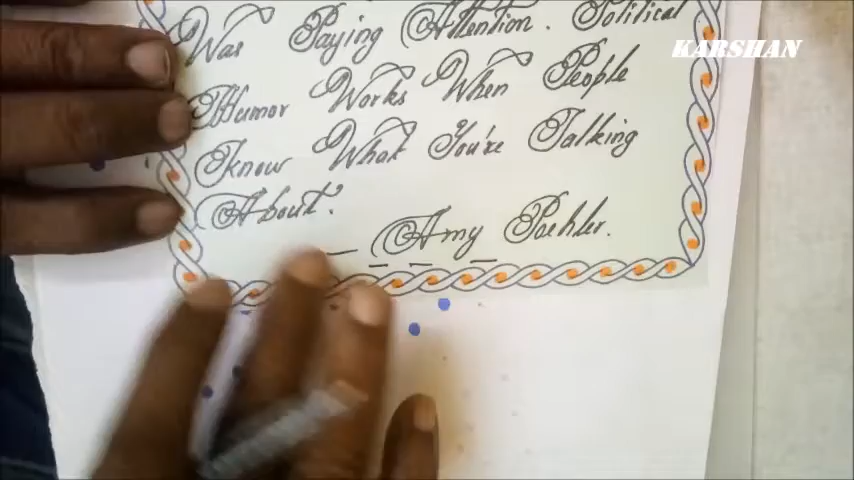 Was Paying Attention. Political
KARSHAN
Humor Works When People
Know What You're Talking
About.
— Amy Poehler.